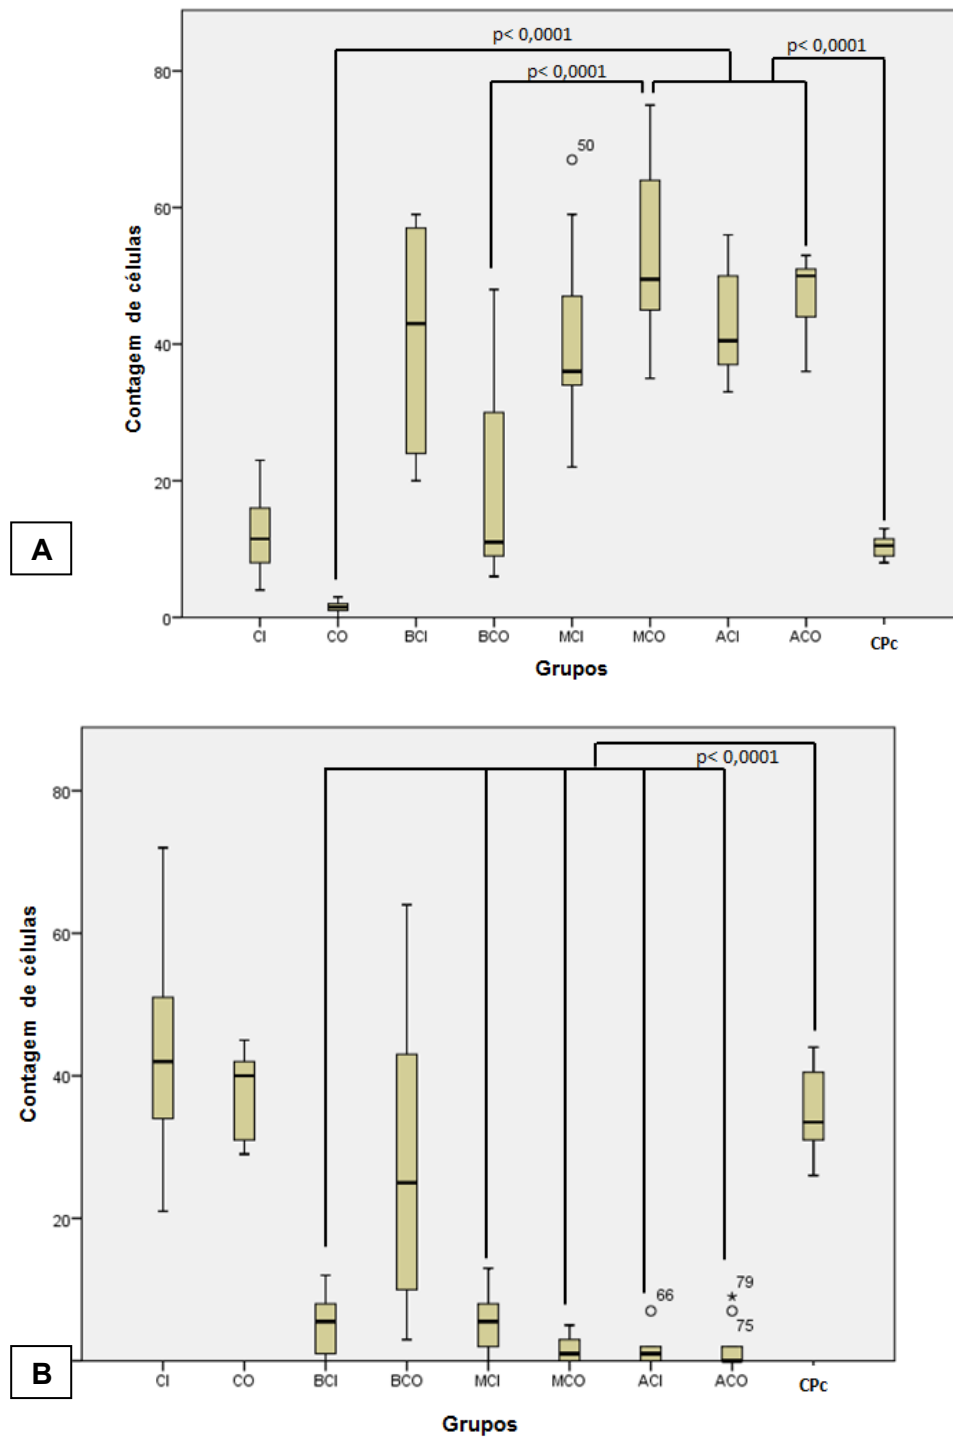 p< 0,0001
p< 0,0001
p< 0,0001
80
60
40
20
0
Contagem de células
50
A
CI CO BCI BCO MCI MCO ACI ACO CPc
Grupos
p< 0,0001
80
60
40
20
Contagem de células
66
79
75
B
CI CO BCI BCO MCI MCO ACI ACO CPc
Grupos